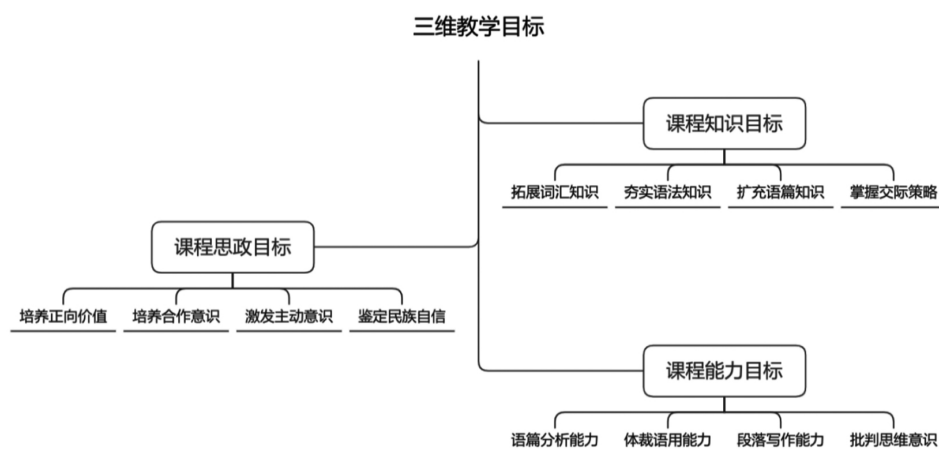 三维教学目标
课程知识目标
拓展词汇知识 夯实语法知识 扩充语篇知识 掌握交际策略
课程思政目标
培养正向价值 培养合作意识 激发主动意识 鉴定民族自信
课程能力目标
语篇分析能力 体裁语用能力 段落写作能力 批判思维意识